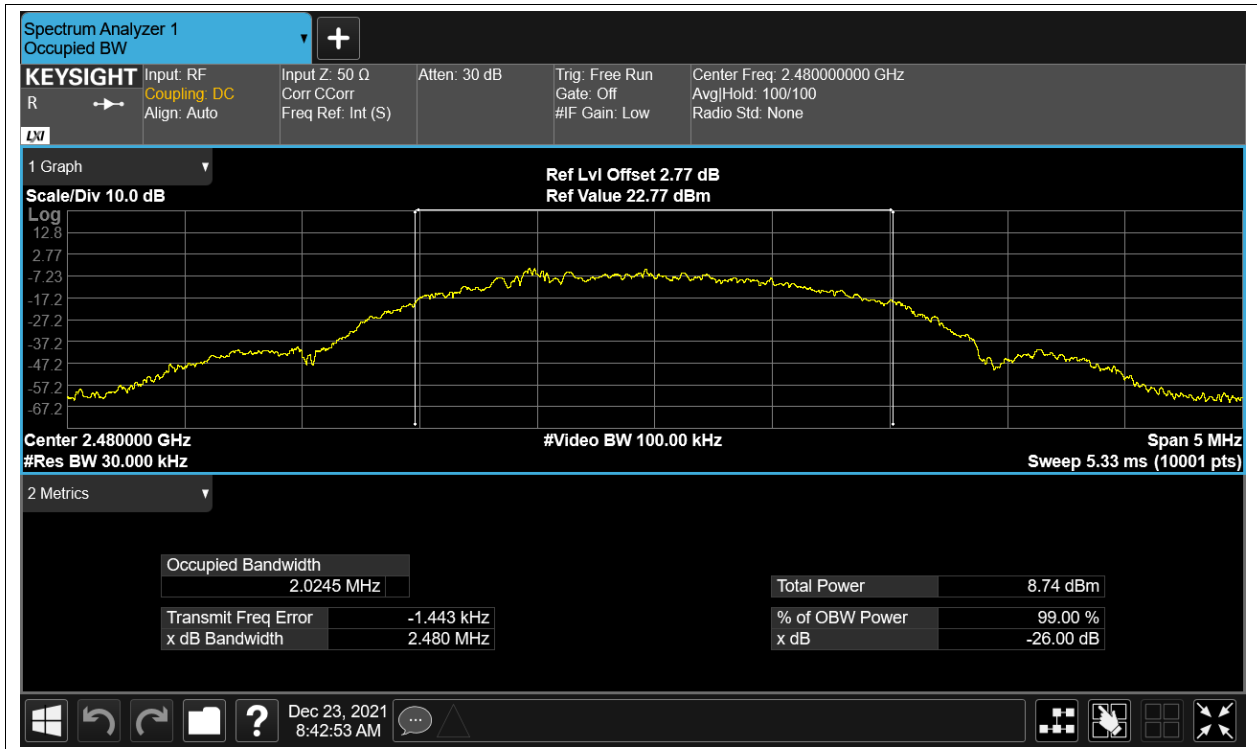 Spectrum Analyzer 1
Occupied BW
KEYSIGHT Input: RF Input Z: 50 Ω Atten: 30 dB Trig: Free Run Center Freq: 2.480000000 GHz
R Coupling: DC Corr CCorr Gate: Off Avg|Hold: 100/100
Align: Auto Freq Ref: Int (S) #IF Gain: Low Radio Std: None
LXI
1 Graph
Ref Lvl Offset 2.77 dB
Scale/Div 10.0 dB Ref Value 22.77 dBm
Log
12.8
2.77
-7.23
-17.2
-27.2
-37.2
-47.2
-57.2
-67.2
Center 2.480000 GHz #Video BW 100.00 kHz Span 5 MHz
#Res BW 30.000 kHz Sweep 5.33 ms (10001 pts)
2 Metrics
Occupied Bandwidth
2.0245 MHz Total Power 8.74 dBm
Transmit Freq Error -1.443 kHz % of OBW Power 99.00 %
x dB Bandwidth 2.480 MHz x dB -26.00 dB
? Dec 23, 2021
8:42:53 AM